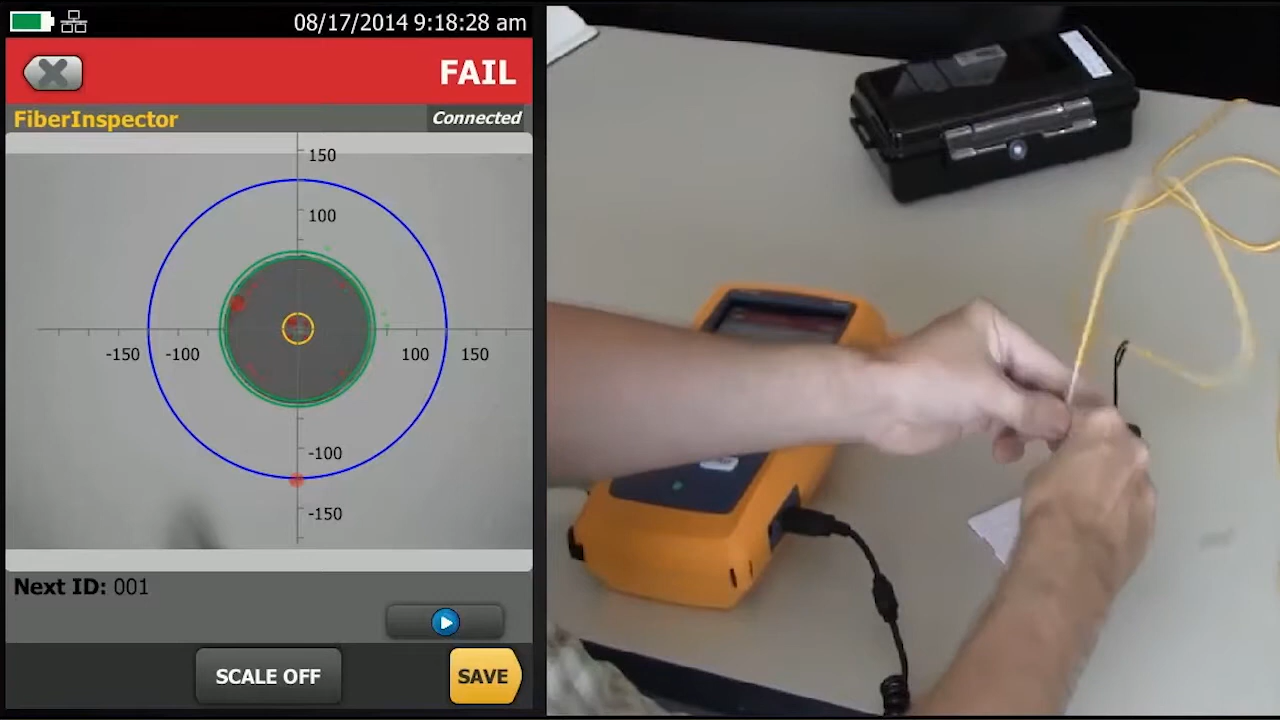 08/17/2014 9:18:28 am
FAIL
FiberInspector
Connected
150
100
-150 -100 100 150
-100
-150
Next ID: 001
SCALE OFF
SAVE